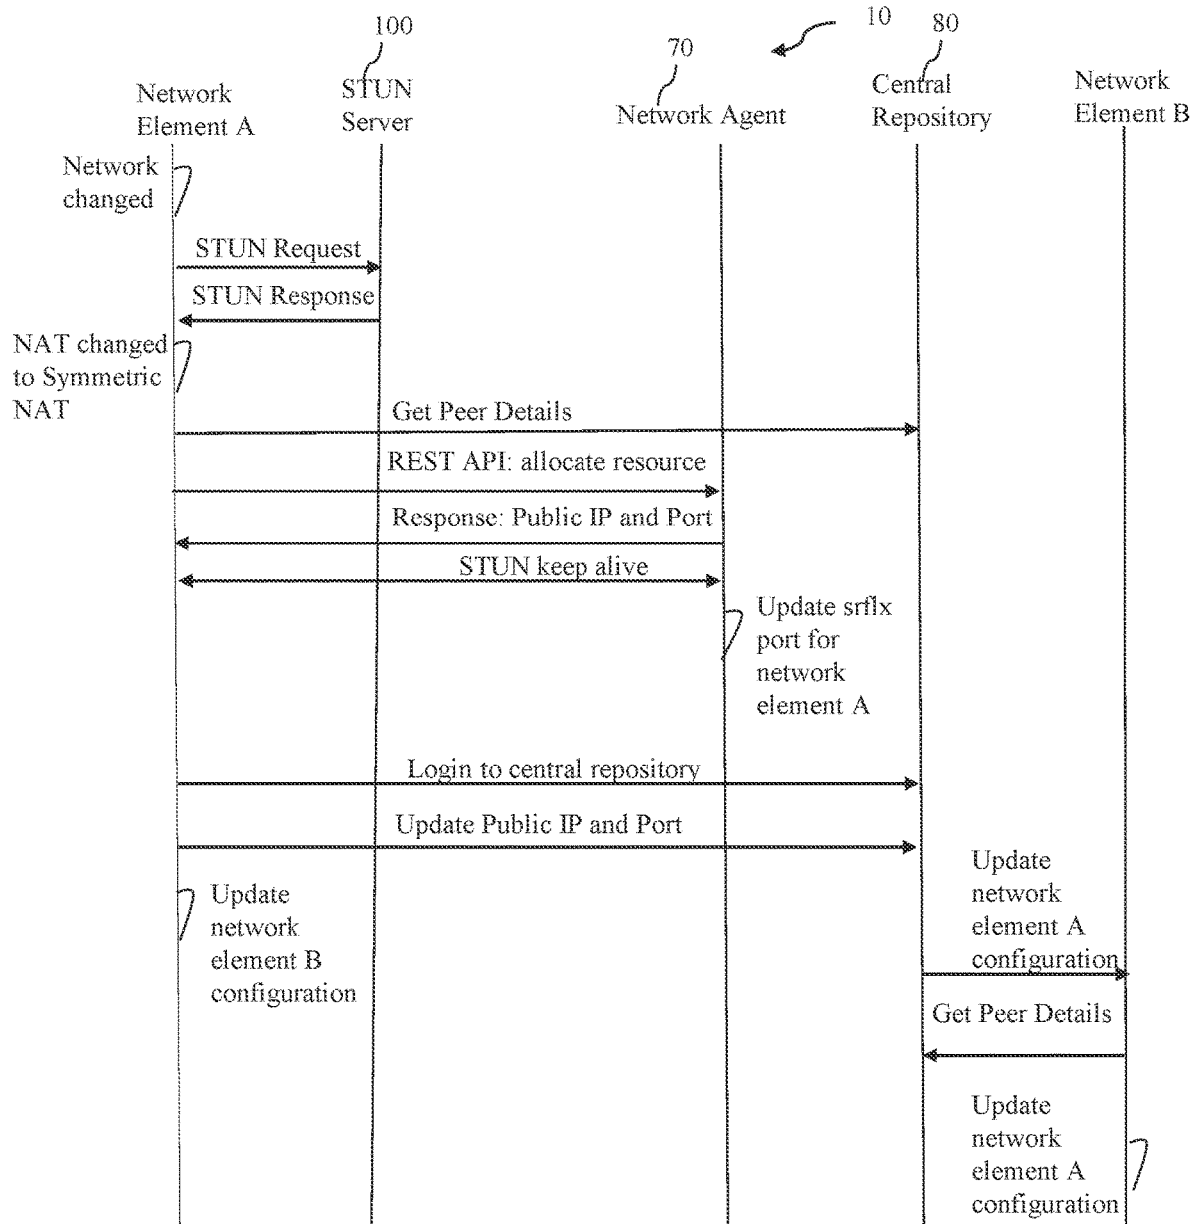 10
100
70
80
Network
Element A
STUN
Server
Network Agent
Central
Repository
Network
Element B
Network
changed
STUN Request
STUN Response
NAT changed
to Symmetric
NAT
Get Peer Details
REST API: allocate resource
Response: Public IP and Port
STUN keep alive
Update srflx
port for
network
element A
Login to central repository
Update Public IP and Port
Update
network
element B
configuration
Update
network
element A
configuration
Get Peer Details
Update
network
element A
configuration